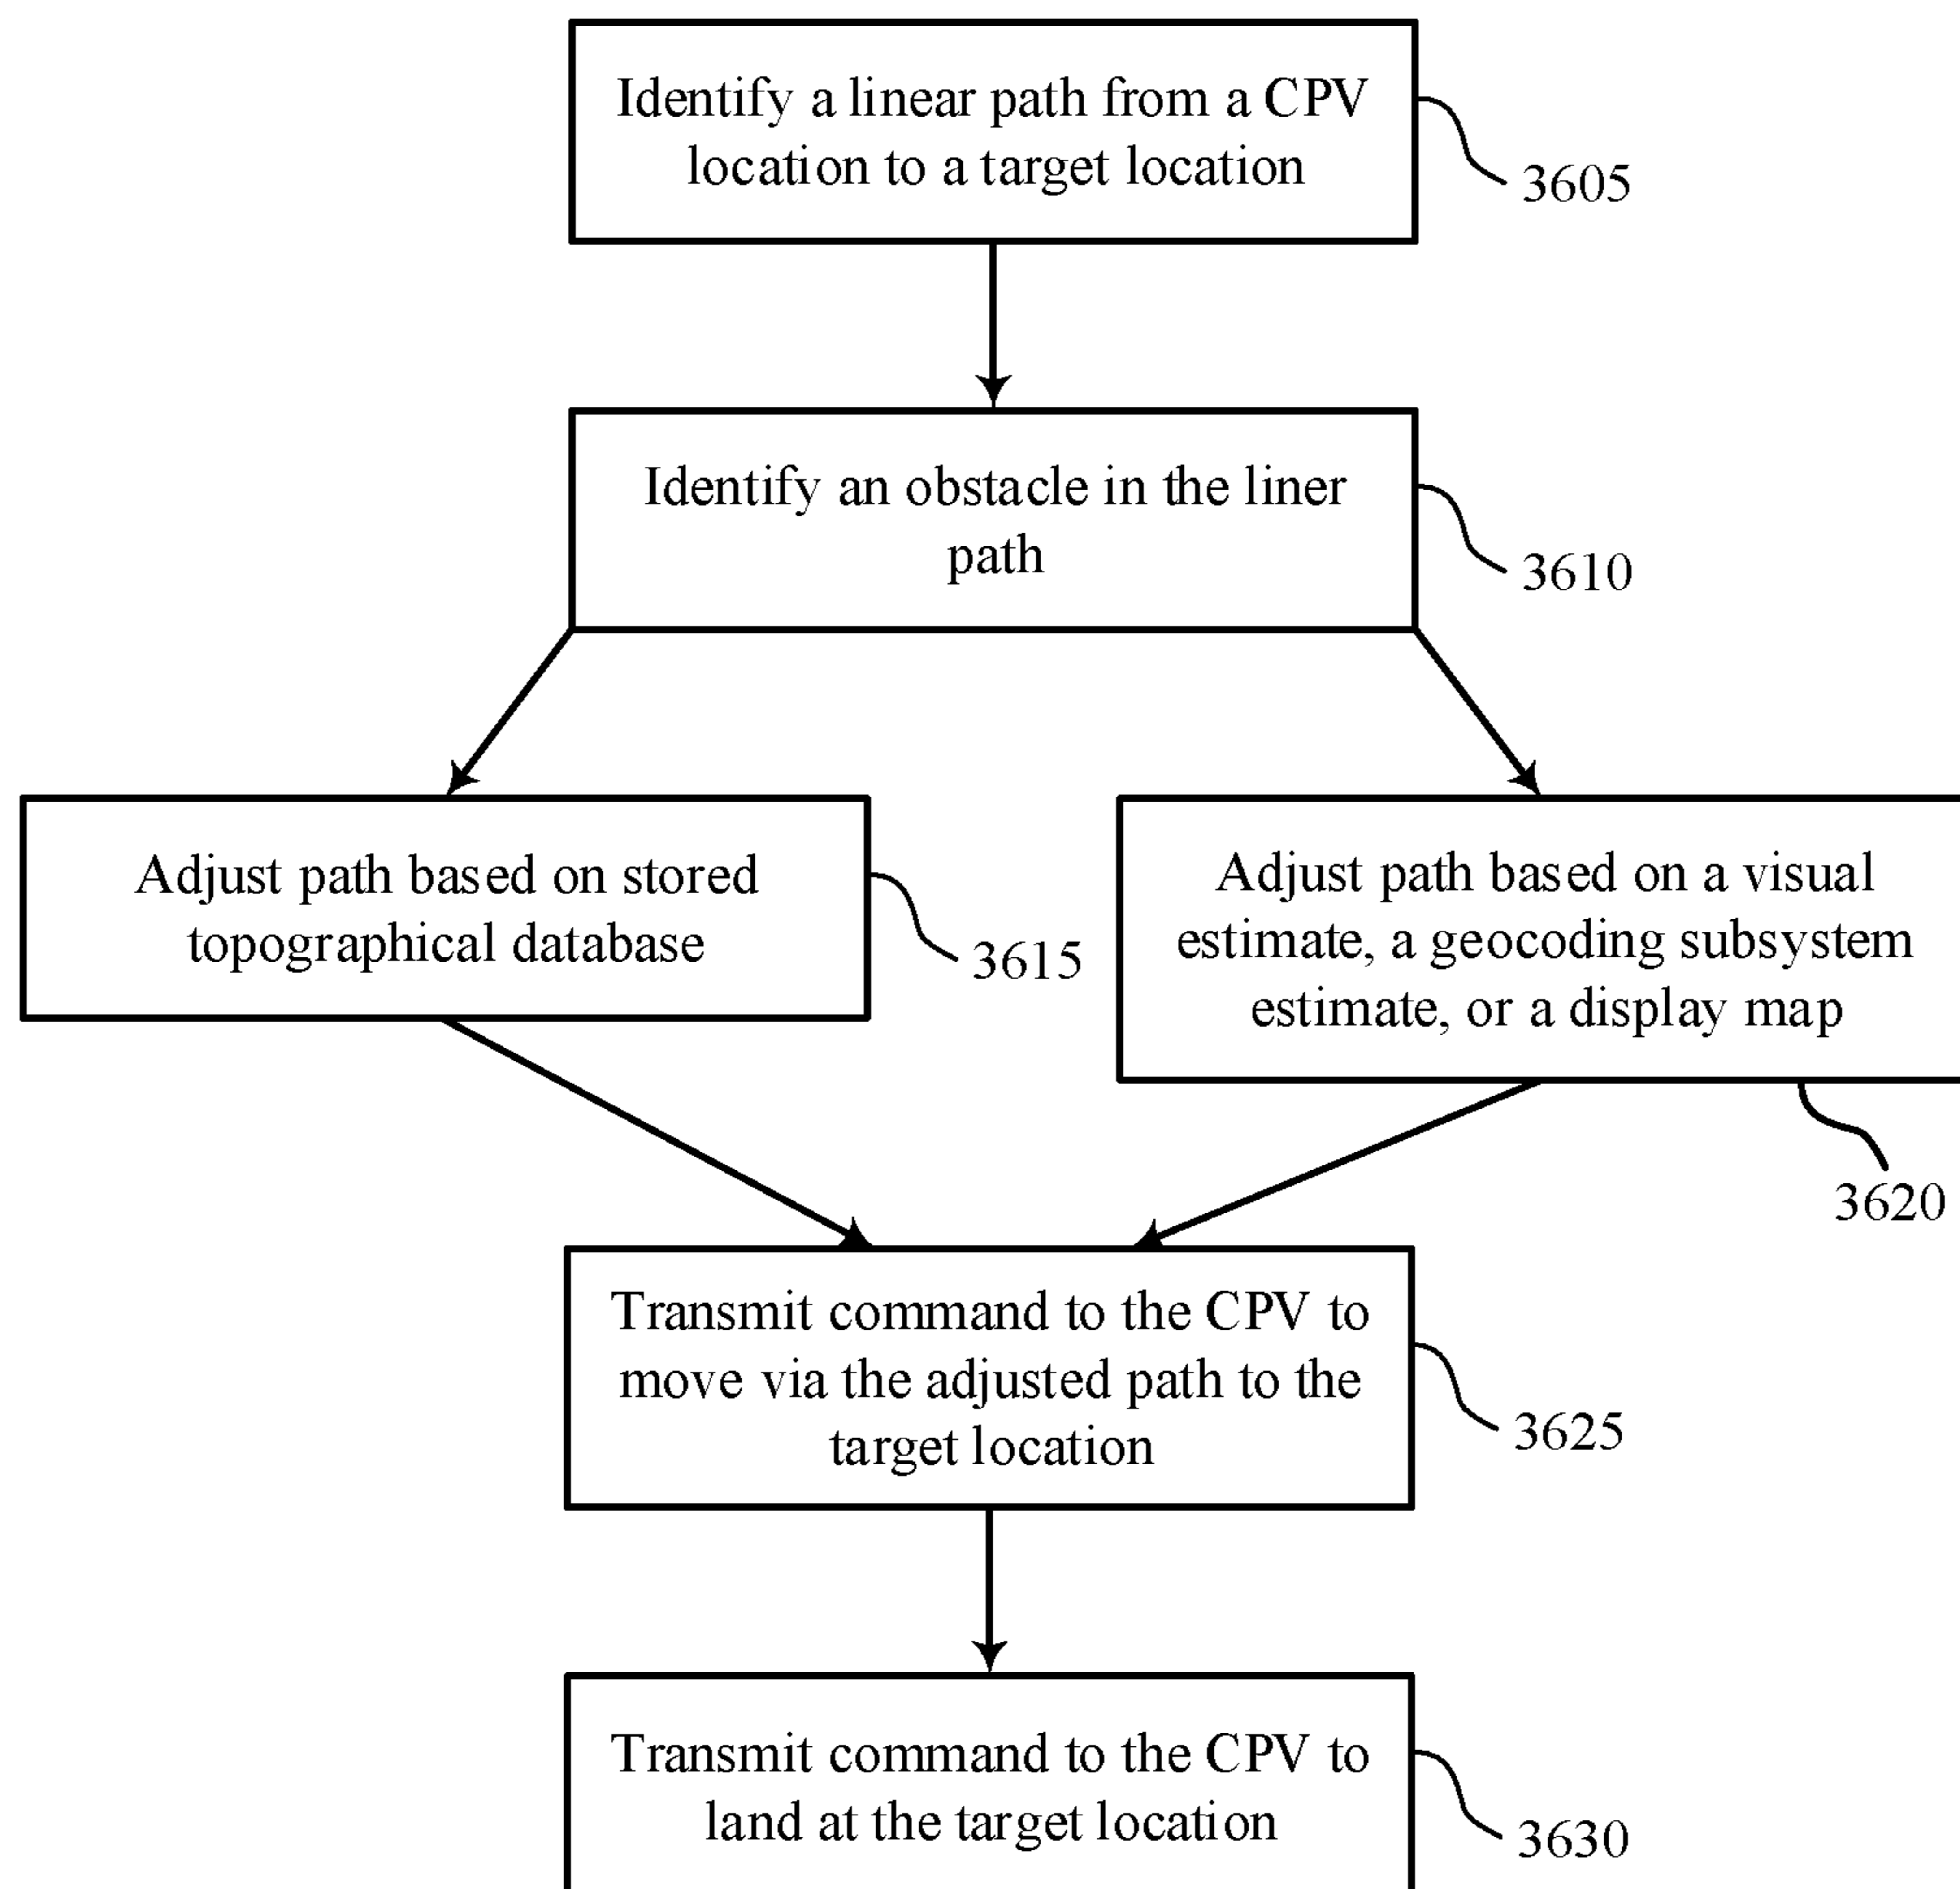 Identify a linear path from a CPV
location to a target location
3605
Identify an obstacle in the liner
path
3610
Adjust path based on stored
topographical database
3615
Adjust path based on a visual
estimate, a geocoding subsystem
estimate, or a display map
3620
Transmit command to the CPV to
move via the adjusted path to the
target location
3625
Transmit command to the CPV to
land at the target location
3630